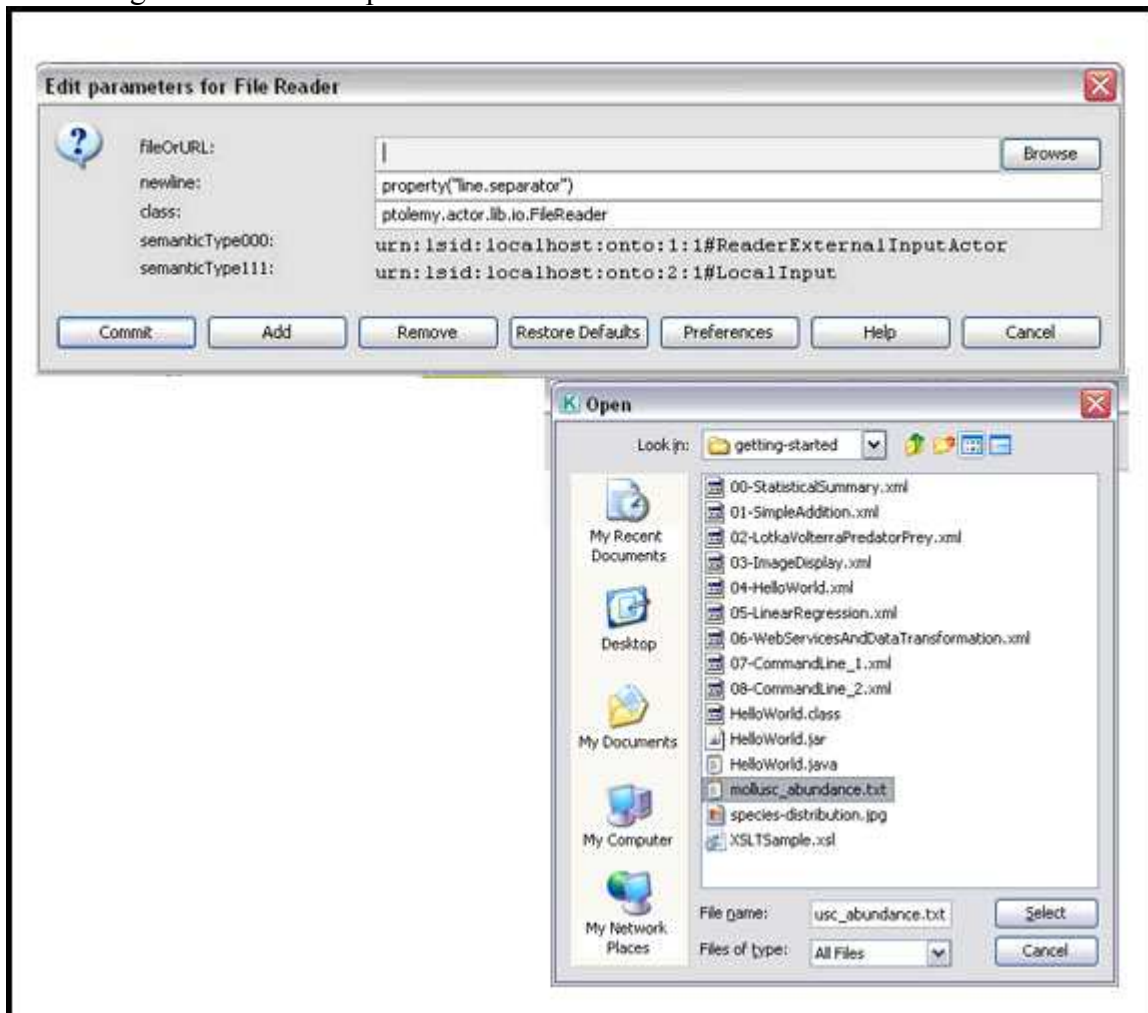 Edit parameters for File Reader
?
fileOrURL:
Browse
newline: property("line.separator")
class: ptolemy.actor.lib.io.FileReader
semanticType000: urn:lsid:localhost:onto:1:1#ReaderExternalInputActor
semanticType111: urn:lsid:localhost:onto:2:1#LocalInput
Commit Add Remove Restore Defaults Preferences Help Cancel
K Open
Look in: getting-started
My Recent Documents
Desktop
My Documents
My Computer
My Network Places
00-StatisticalSummary.xml
01-SimpleAddition.xml
02-LotkaVolterraPredatorPrey.xml
03-ImageDisplay.xml
04-HelloWorld.xml
05-LinearRegression.xml
06-WebServicesAndDataTransformation.xml
07-CommandLine_1.xml
08-CommandLine_2.xml
HelloWorld.class
HelloWorld.jar
HelloWorld.java
mollusc_abundance.txt
species-distribution.jpg
XSLTSample.xsl
File name: usc_abundance.txt Select
Files of type: All Files Cancel